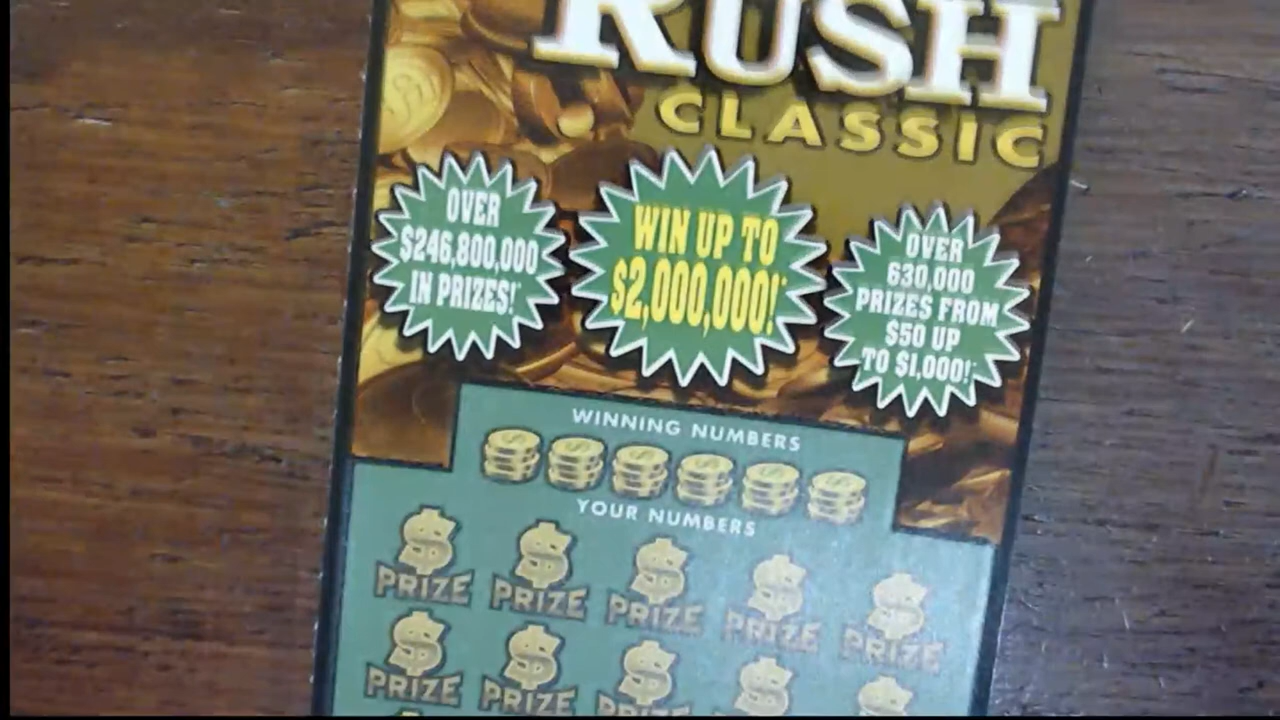 RUSH
CLASSIC
OVER
$246,800,000
IN PRIZES!*
WIN UP TO
$2,000,000!*
OVER
630,000
PRIZES FROM
$50 UP
TO $1,000!*
WINNING NUMBERS
YOUR NUMBERS
PRIZE PRIZE PRIZE PRIZE PRIZE
PRIZE PRIZE PRIZE